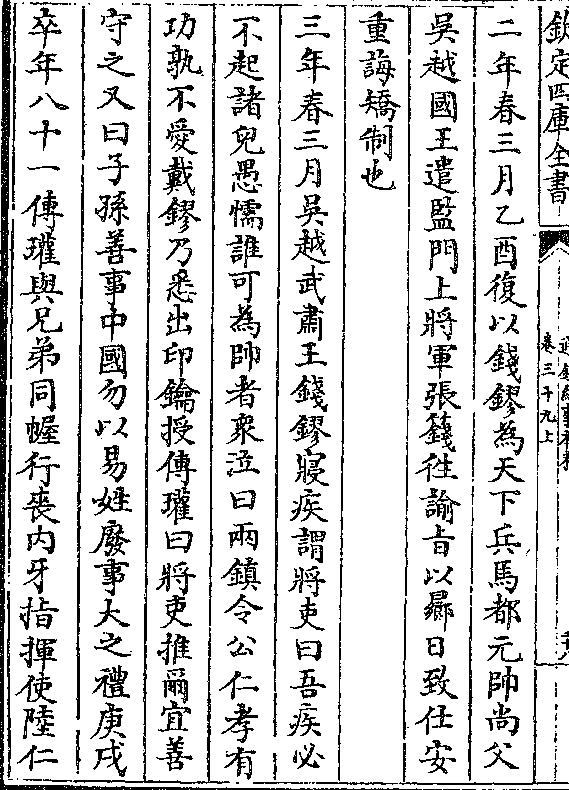 欽定四庫全書
卷三十九上
二年春三月乙酉復以錢鏐為天下兵馬都元帥尚父
吳越國王遣監門上將軍張籛往諭旨以曏日致仕安
重誨矯制也
三年春三月吳越武肅王錢鏐寢疾謂將吏曰吾疾必
不起諸兒愚懦誰可為帥者衆泣曰兩鎮令公仁孝有
功孰不愛戴鏐乃悉出印鑰授傳瓘曰將吏推爾宜善
守之又曰子孫善事中國勿以易姓廢事大之禮庚戌
卒年八十一傳瓘與兄弟同幄行喪内牙指揮使陸仁